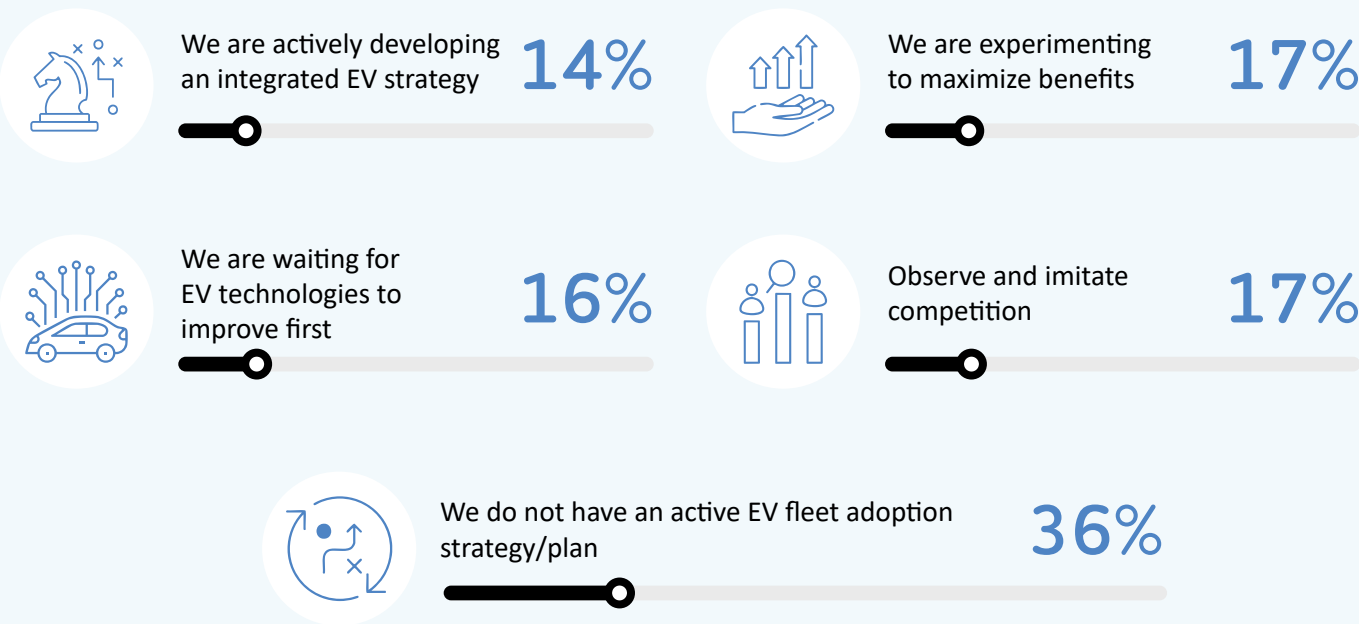 We are actively developing
an integrated EV strategy
14%
We are experimenting
to maximize benefits
17%
We are waiting for
EV technologies to
improve first
16%
Observe and imitate
competition
17%
We do not have an active EV fleet adoption
strategy/plan
36%